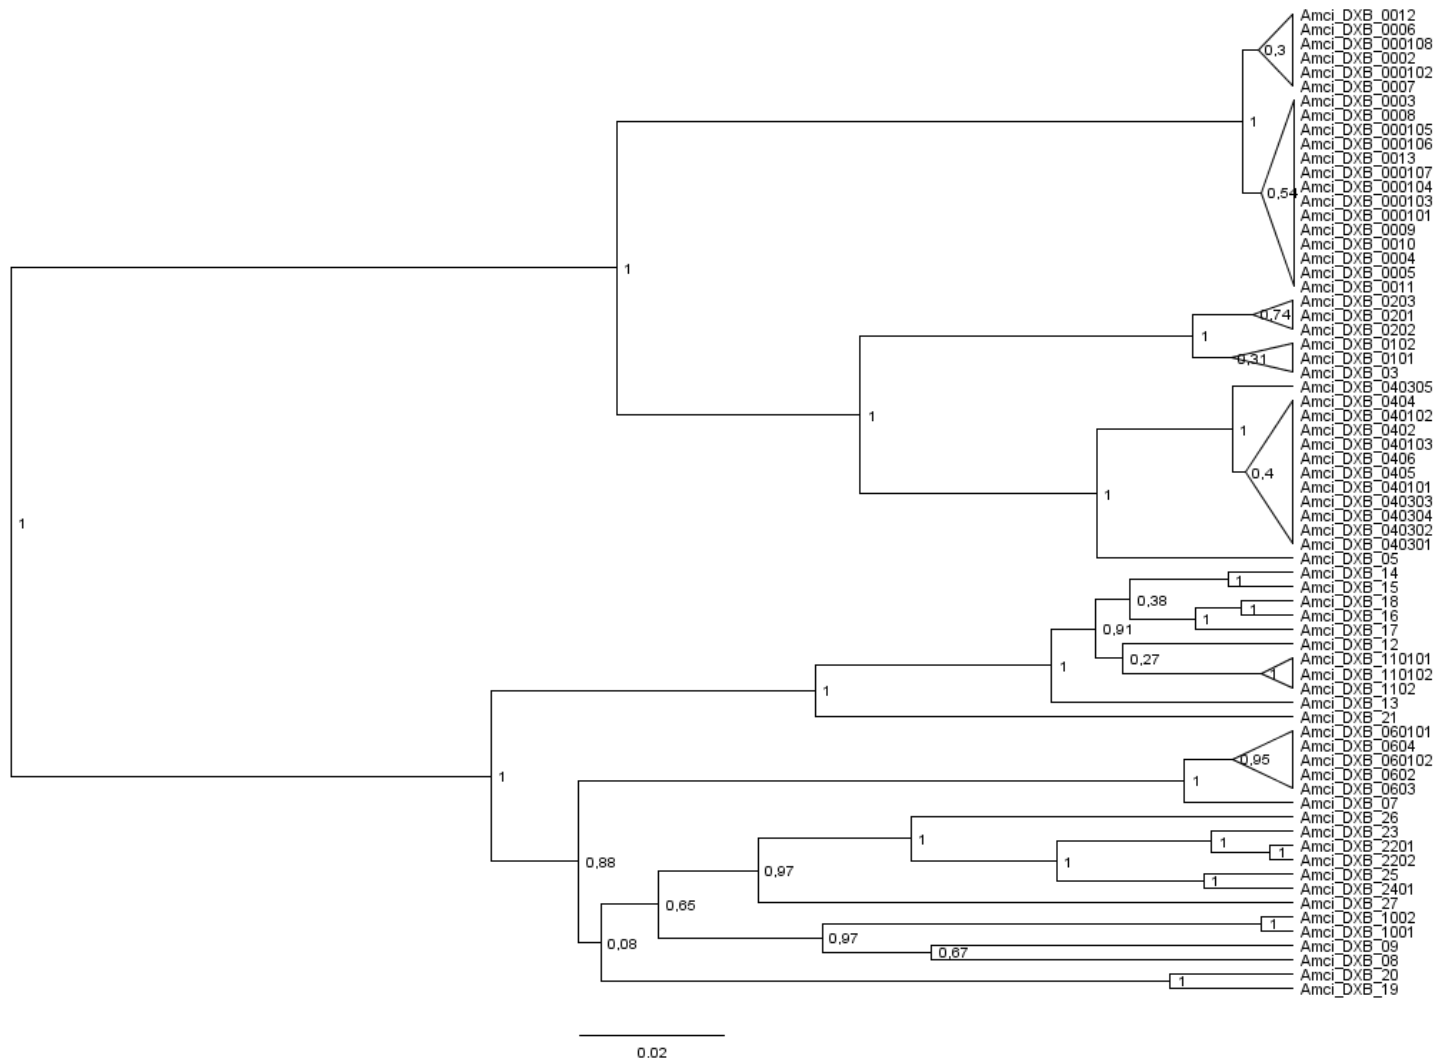 Amci_DXB_0012
Amci_DXB_0006
Amci_DXB_000108
0,3
Amci_DXB_0002
Amci_DXB_000102
Amci_DXB_0007
Amci_DXB_0003
Amci_DXB_0008
1
Amci_DXB_000105
Amci_DXB_000106
Amci_DXB_0013
Amci_DXB_000107
Amci_DXB_000104
0,54
Amci_DXB_000103
Amci_DXB_000101
Amci_DXB_0009
Amci_DXB_0010
Amci_DXB_0004
1
Amci_DXB_0005
Amci_DXB_0011
Amci_DXB_0203
0,74
Amci_DXB_0201
Amci_DXB_0202
1
Amci_DXB_0102
0,31
Amci_DXB_0101
Amci_DXB_03
Amci_DXB_040305
Amci_DXB_0404
1
Amci_DXB_040102
Amci_DXB_0402
1
Amci_DXB_040103
Amci_DXB_0406
0,4
Amci_DXB_0405
Amci_DXB_040101
1
Amci_DXB_040303
Amci_DXB_040304
1
Amci_DXB_040302
Amci_DXB_040301
Amci_DXB_05
Amci_DXB_14
1
Amci_DXB_15
0,38
Amci_DXB_18
1
Amci_DXB_16
1
Amci_DXB_17
0,91
Amci_DXB_12
0,27
Amci_DXB_110101
1
Amci_DXB_110102
1
Amci_DXB_1102
1
Amci_DXB_13
Amci_DXB_21
Amci_DXB_060101
Amci_DXB_0604
0,95
Amci_DXB_060102
1
Amci_DXB_0602
1
Amci_DXB_0603
Amci_DXB_07
Amci_DXB_26
Amci_DXB_23
1
1
Amci_DXB_2201
1
Amci_DXB_2202
0,88
1
0,97
Amci_DXB_25
1
Amci_DXB_2401
Amci_DXB_27
0,65
Amci_DXB_1002
1
Amci_DXB_1001
0,97
0,08
Amci_DXB_09
0,67
Amci_DXB_08
Amci_DXB_20
1
Amci_DXB_19
0.02